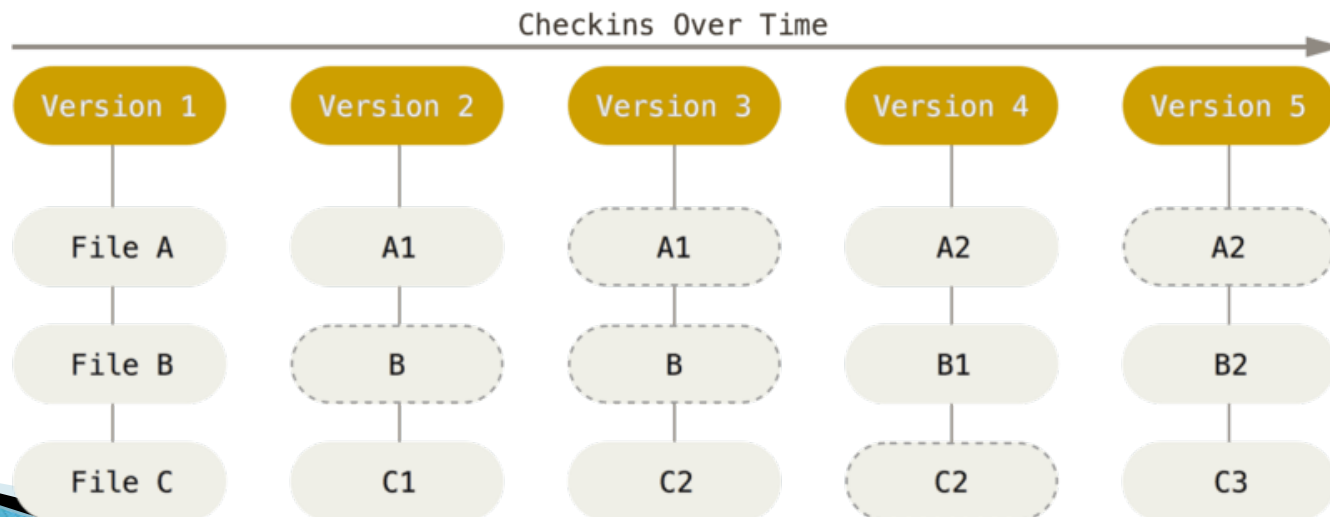 Checkins Over Time
Version 1 Version 2 Version 3 Version 4 Version 5
File A A1 A1 A2 A2
File B B B B1 B2
File C C1 C2 C2 C3